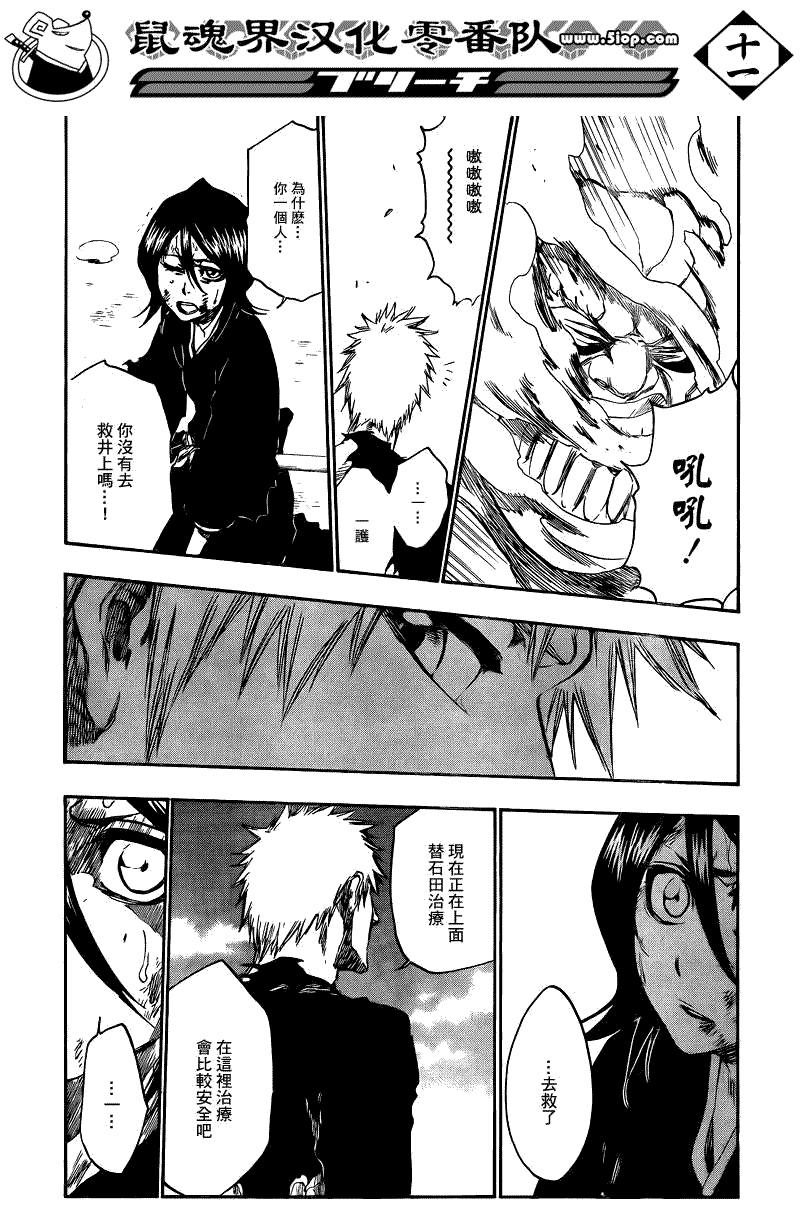 鼠魂界汉化零番队
www.5iop.com
ブリーチ
十一
吼吼！
嗷嗷嗷嗷
…一…
一護
為什麼…
你一個人…
你沒有去
救井上嗎…！
…去救了
現在正在上面
替石田治療
在這裡治療
會比較安全吧
…一…